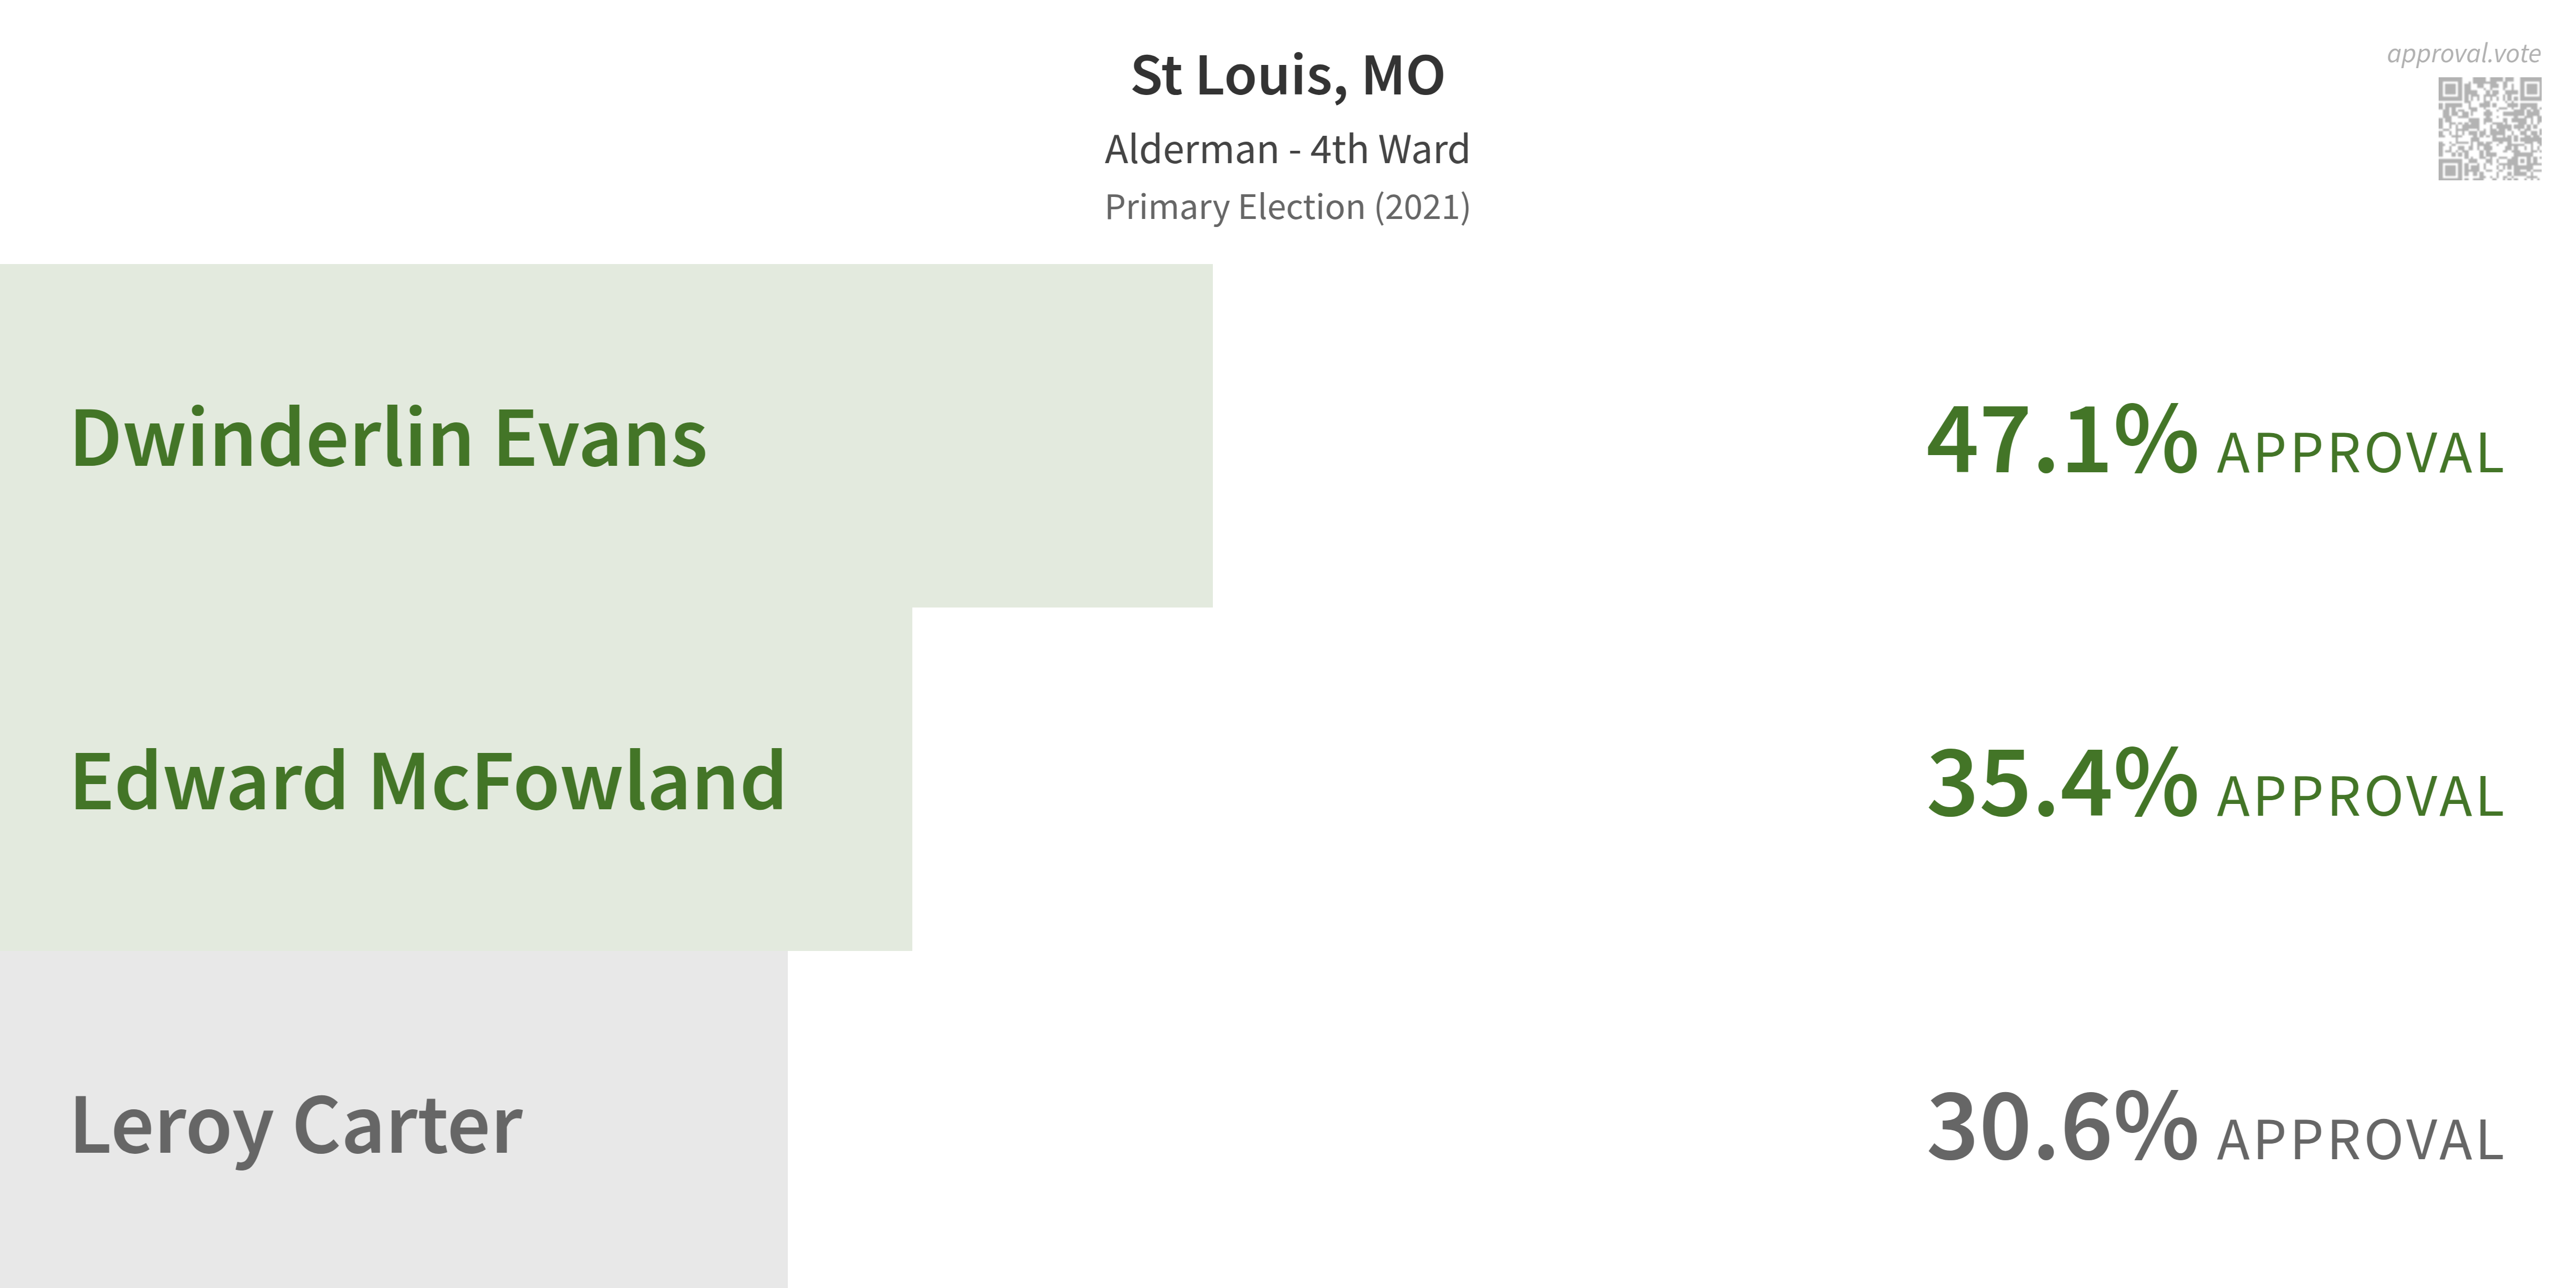 St Louis, MO
Alderman - 4th Ward
Primary Election (2021)
approval.vote
Dwinderlin Evans 47.1% APPROVAL
Edward McFowland 35.4% APPROVAL
Leroy Carter 30.6% APPROVAL